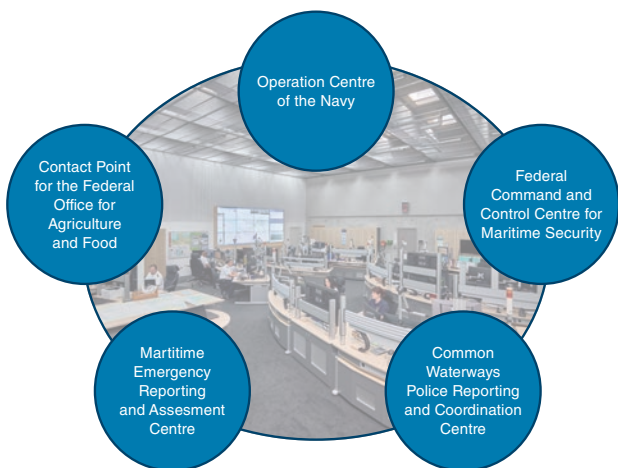 Operation Centre
of the Navy
Contact Point
for the Federal
Office for
Agriculture
and Food
Federal
Command and
Control Centre for
Maritime Security
Martitime
Emergency
Reporting
and Assesment
Centre
Common
Waterways
Police Reporting
and Coordination
Centre